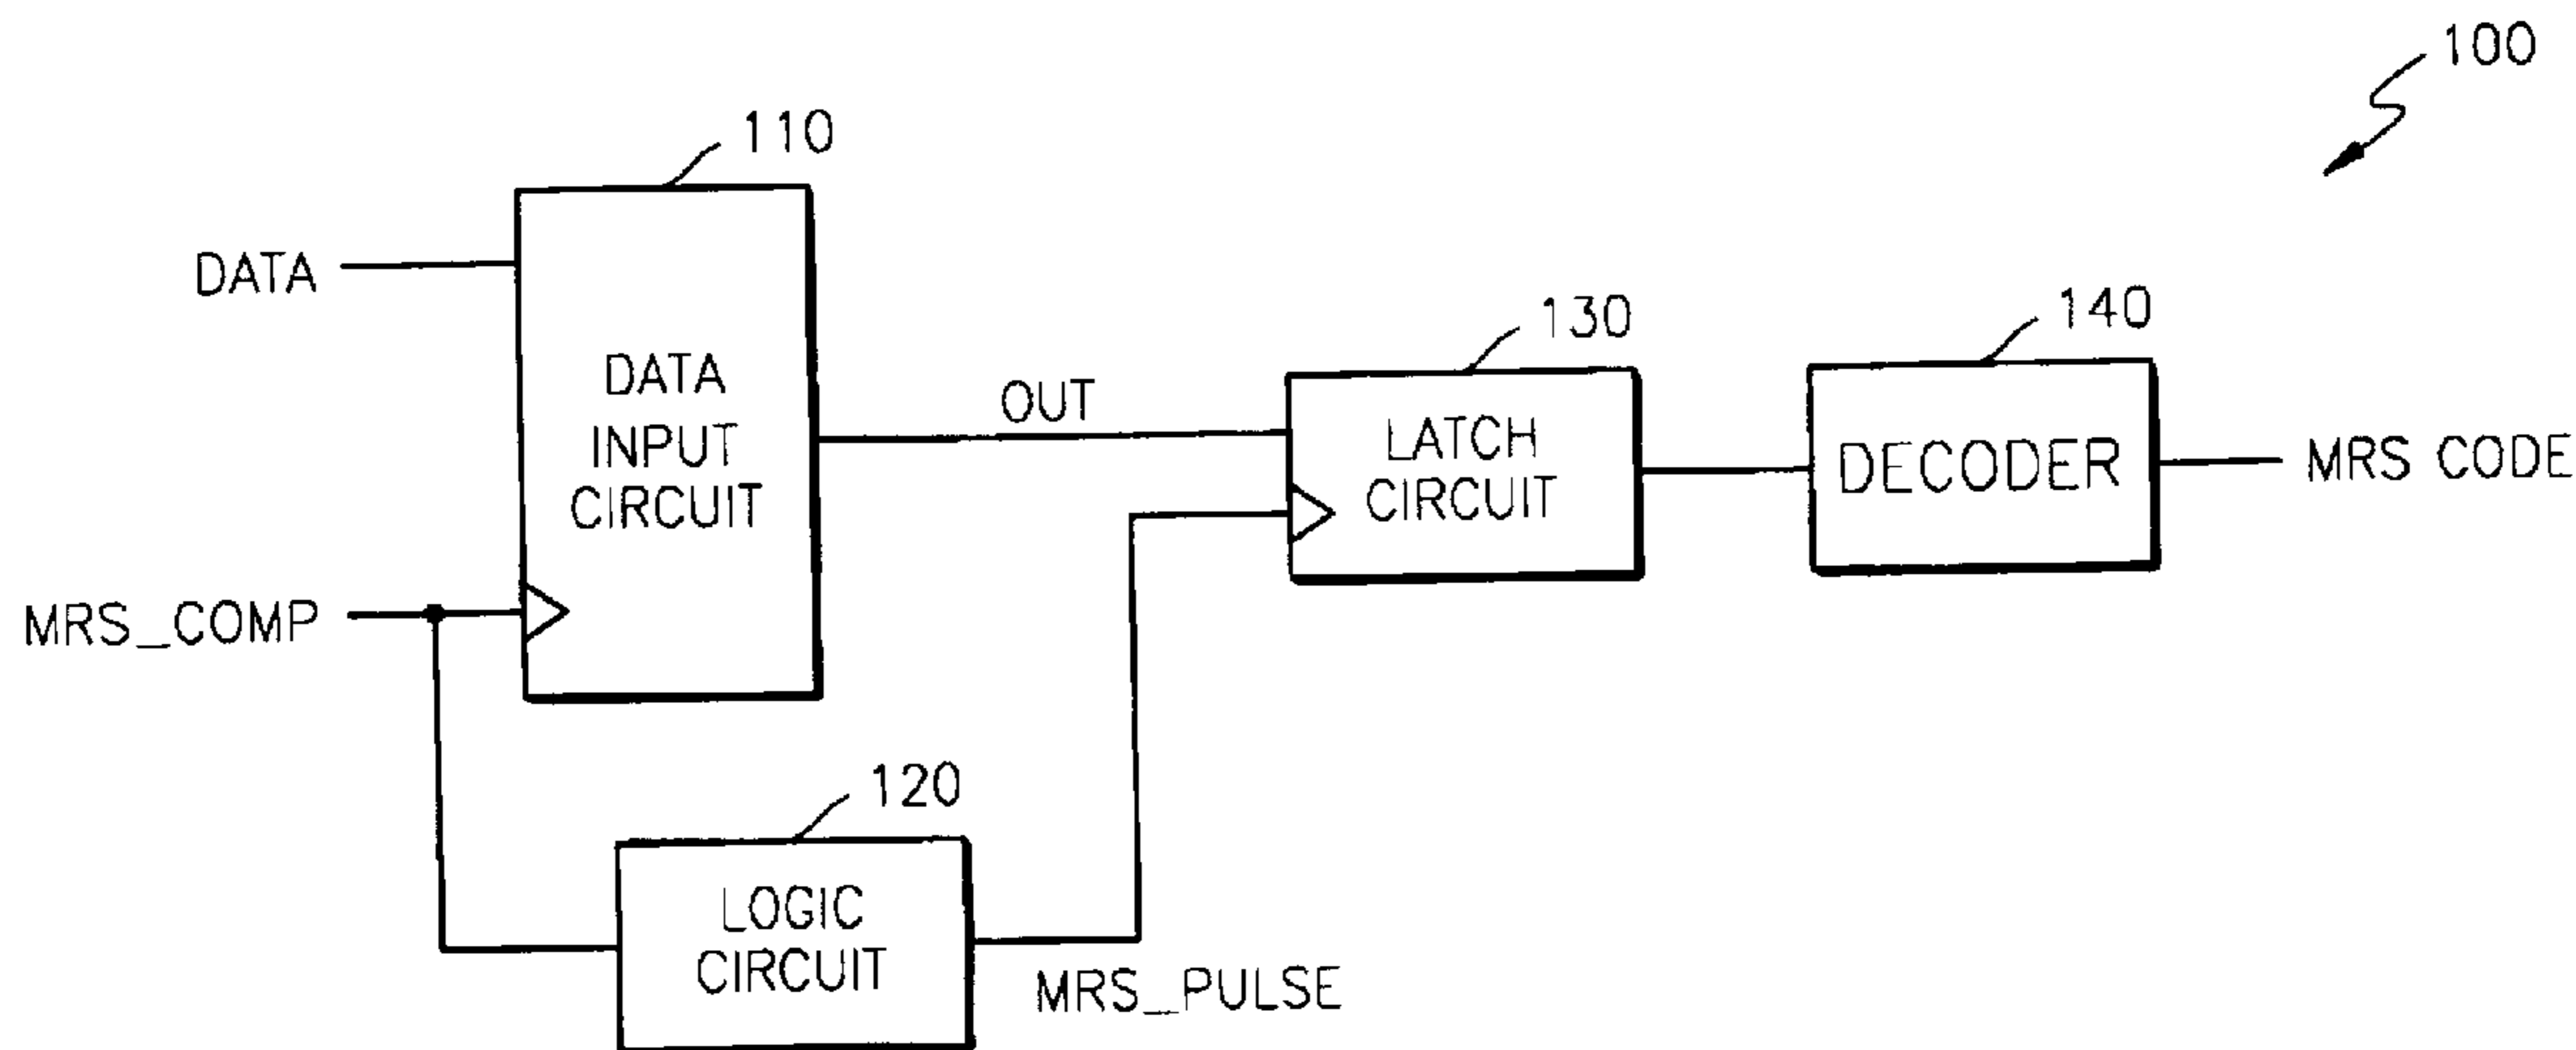 100
110
DATA
DATA
INPUT
CIRCUIT
MRS_COMP
OUT
130
LATCH
CIRCUIT
140
DECODER
MRS CODE
120
LOGIC
CIRCUIT
MRS_PULSE